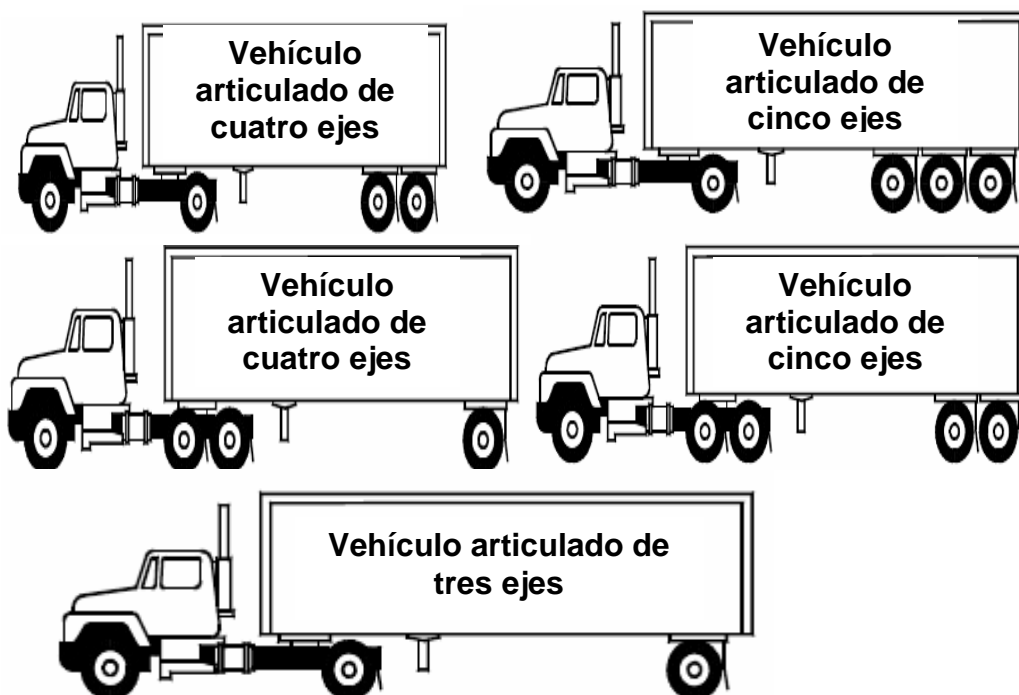 Vehículo
articulado de
cuatro ejes
Vehículo
articulado de
cinco ejes
Vehículo
articulado de
cuatro ejes
Vehículo
articulado de
cinco ejes
Vehículo articulado de
tres ejes